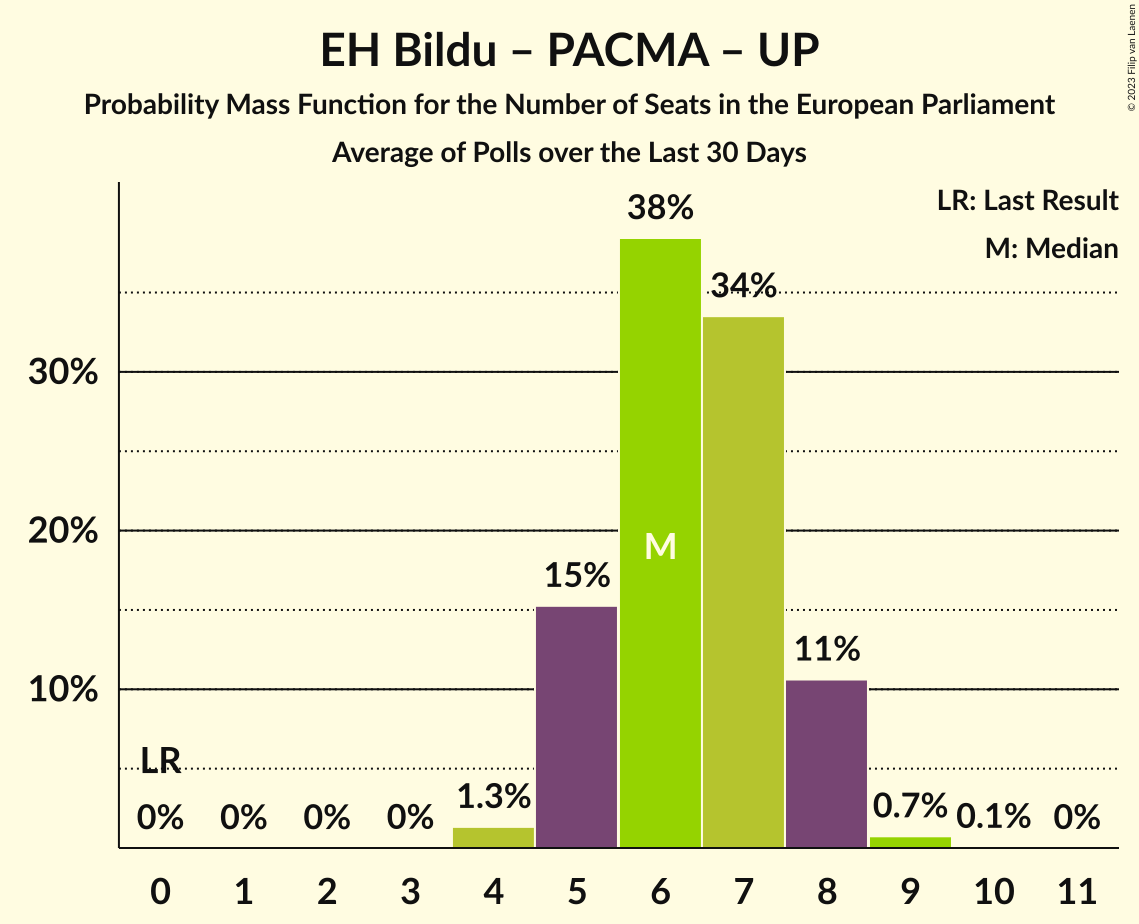 EH Bildu – PACMA – UP
Probability Mass Function for the Number of Seats in the European Parliament
Average of Polls over the Last 30 Days
© 2023 Filip van Laenen
LR: Last Result
M: Median
38%
34%
30%
20%
M
15%
11%
10%
LR
1.3%
0.7%
0.1%
0%
0%
0%
0%
0%
0 1 2 3 4 5 6 7 8 9 10 11